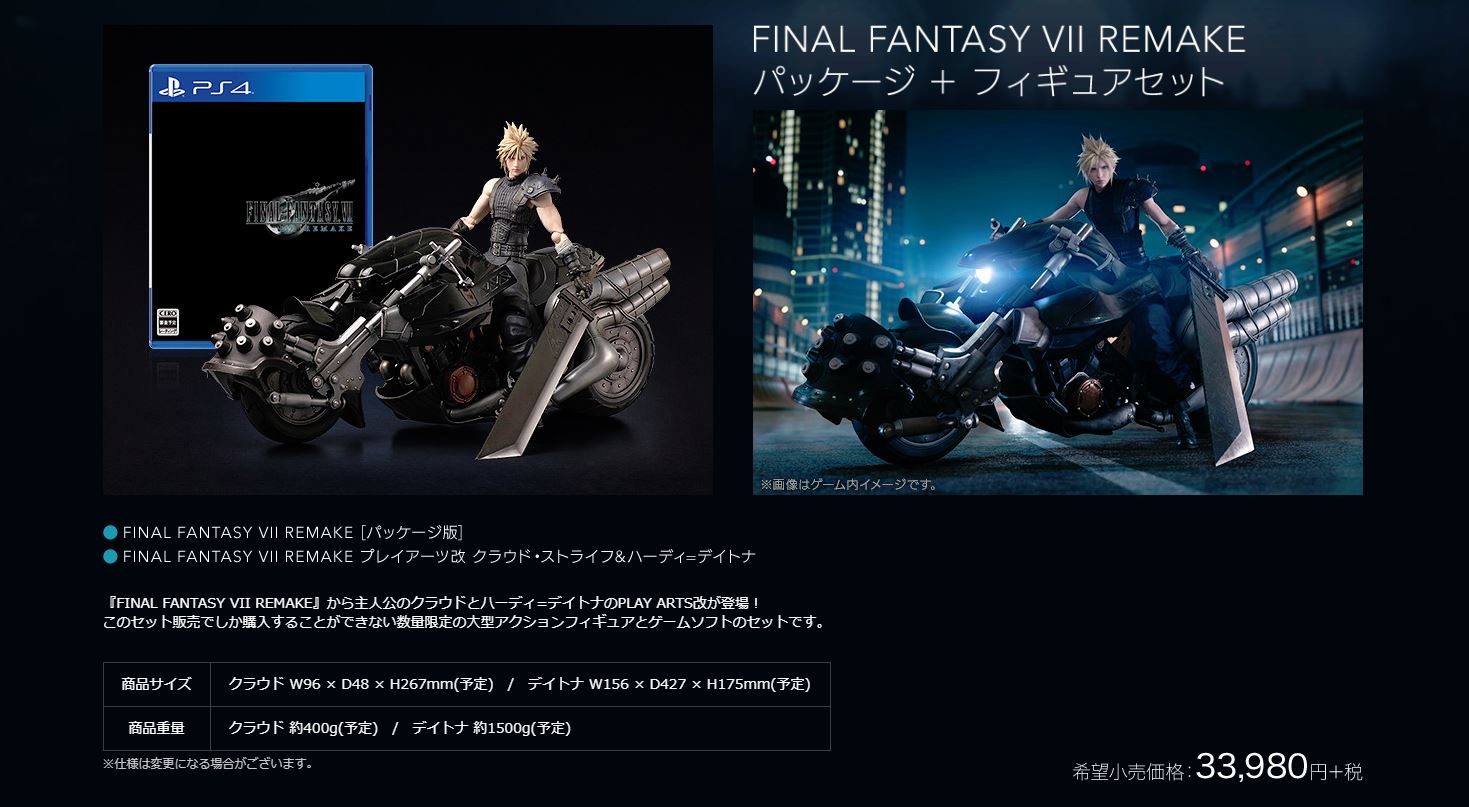 FINAL FANTASY VII REMAKE
パッケージ + フィギュアセット
PS4
FINAL FANTASY VII
REMAKE
CERO
※画像はゲーム内イメージです。
● FINAL FANTASY VII REMAKE [パッケージ版]
● FINAL FANTASY VII REMAKE プレイアーツ改 クラウド・ストライフ&ハーディ=デイトナ
『FINAL FANTASY VII REMAKE』から主人公のクラウドとハーディ=デイトナのPLAY ARTS改が登場！
このセット販売でしか購入することができない数量限定の大型アクションフィギュアとゲームソフトのセットです。
商品サイズ クラウド W96 × D48 × H267mm(予定) / デイトナ W156 × D427 × H175mm(予定)
商品重量 クラウド 約400g(予定) / デイトナ 約1500g(予定)
※仕様は変更になる場合がございます。
希望小売価格：33,980円+税